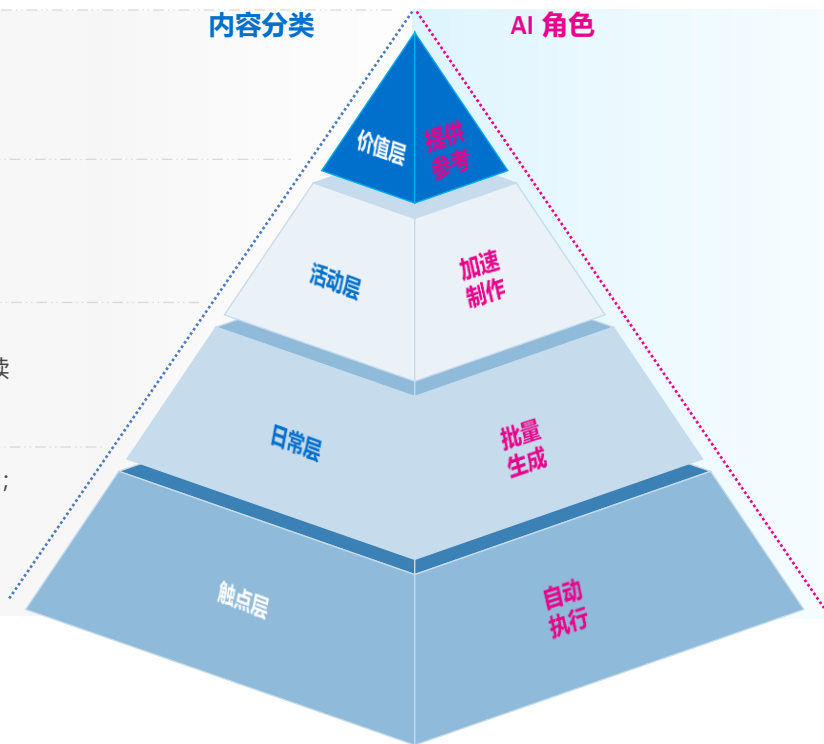 内容分类
AI 角色
价值层
提供
参考
活动层
加速
制作
读
日常层
批量
生成
;
触点层
自动
执行